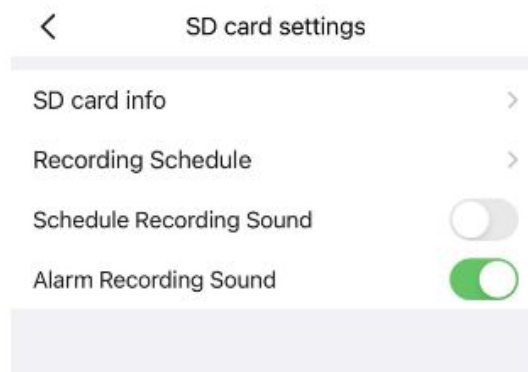 SD card settings
SD card info
Recording Schedule
Schedule Recording Sound
Alarm Recording Sound